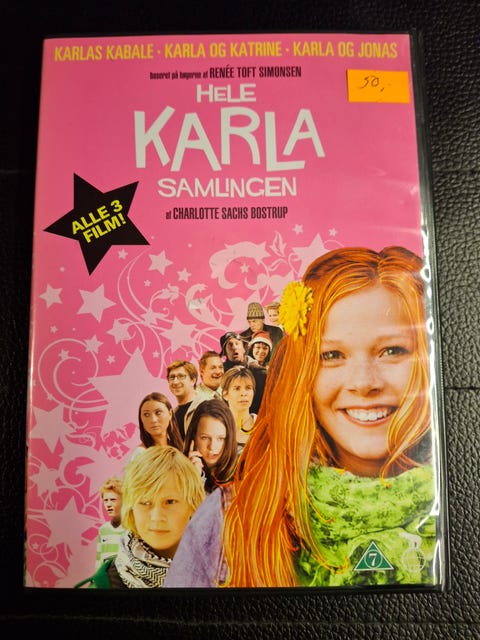 KARLAS KABALE · KARLA OG KATRINE · KARLA OG JONAS
baseret på bøgerne af RENÉE TOFT SIMONSEN
50,-
HELE
KARLA
SAMLINGEN
af CHARLOTTE SACHS BOSTRUP
ALLE 3
FILM!
7